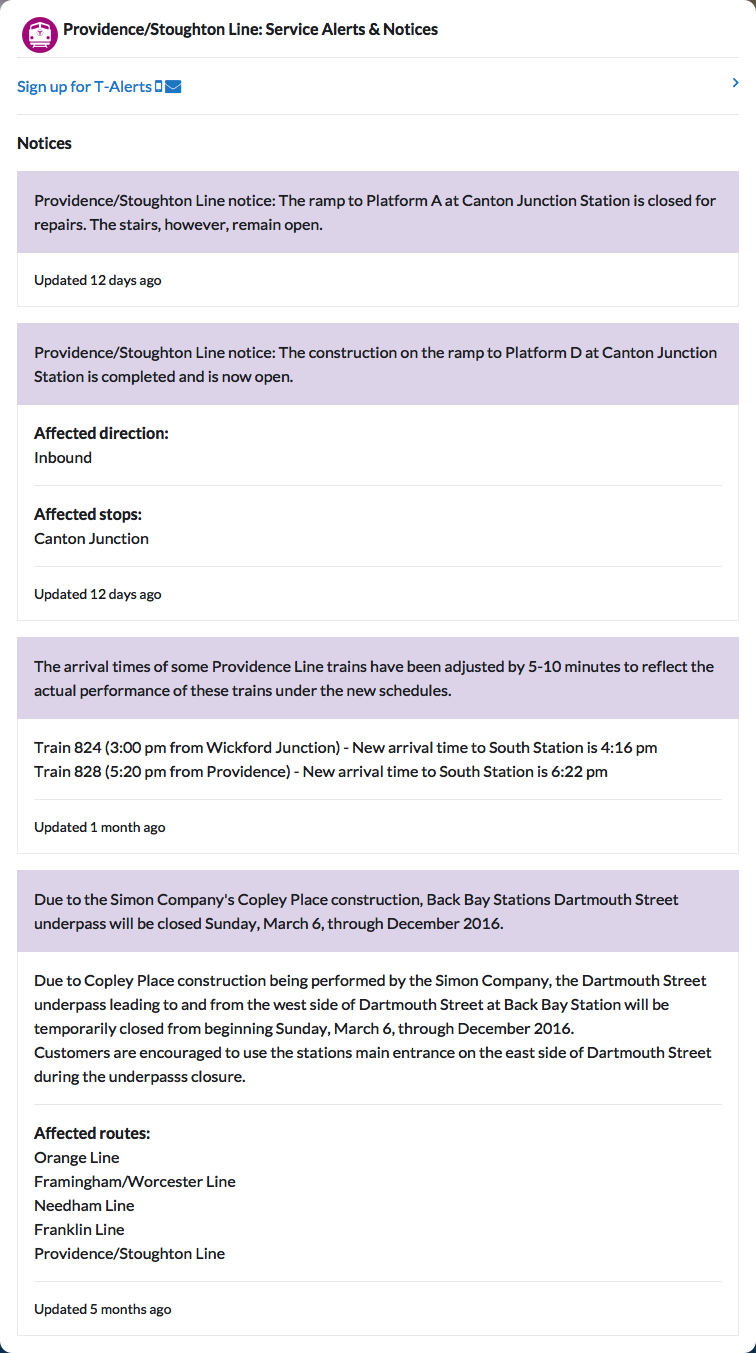 Providence/Stoughton Line: Service Alerts & Notices
Sign up for T-Alerts
Notices
Providence/Stoughton Line notice: The ramp to Platform A at Canton Junction Station is closed for
repairs. The stairs, however, remain open.
Updated 12 days ago
Providence/Stoughton Line notice: The construction on the ramp to Platform D at Canton Junction
Station is completed and is now open.
Affected direction:
Inbound
Affected stops:
Canton Junction
Updated 12 days ago
The arrival times of some Providence Line trains have been adjusted by 5-10 minutes to reflect the
actual performance of these trains under the new schedules.
Train 824 (3:00 pm from Wickford Junction) - New arrival time to South Station is 4:16 pm
Train 828 (5:20 pm from Providence) - New arrival time to South Station is 6:22 pm
Updated 1 month ago
Due to the Simon Company's Copley Place construction, Back Bay Stations Dartmouth Street
underpass will be closed Sunday, March 6, through December 2016.
Due to Copley Place construction being performed by the Simon Company, the Dartmouth Street
underpass leading to and from the west side of Dartmouth Street at Back Bay Station will be
temporarily closed from beginning Sunday, March 6, through December 2016.
Customers are encouraged to use the stations main entrance on the east side of Dartmouth Street
during the underpasss closure.
Affected routes:
Orange Line
Framingham/Worcester Line
Needham Line
Franklin Line
Providence/Stoughton Line
Updated 5 months ago